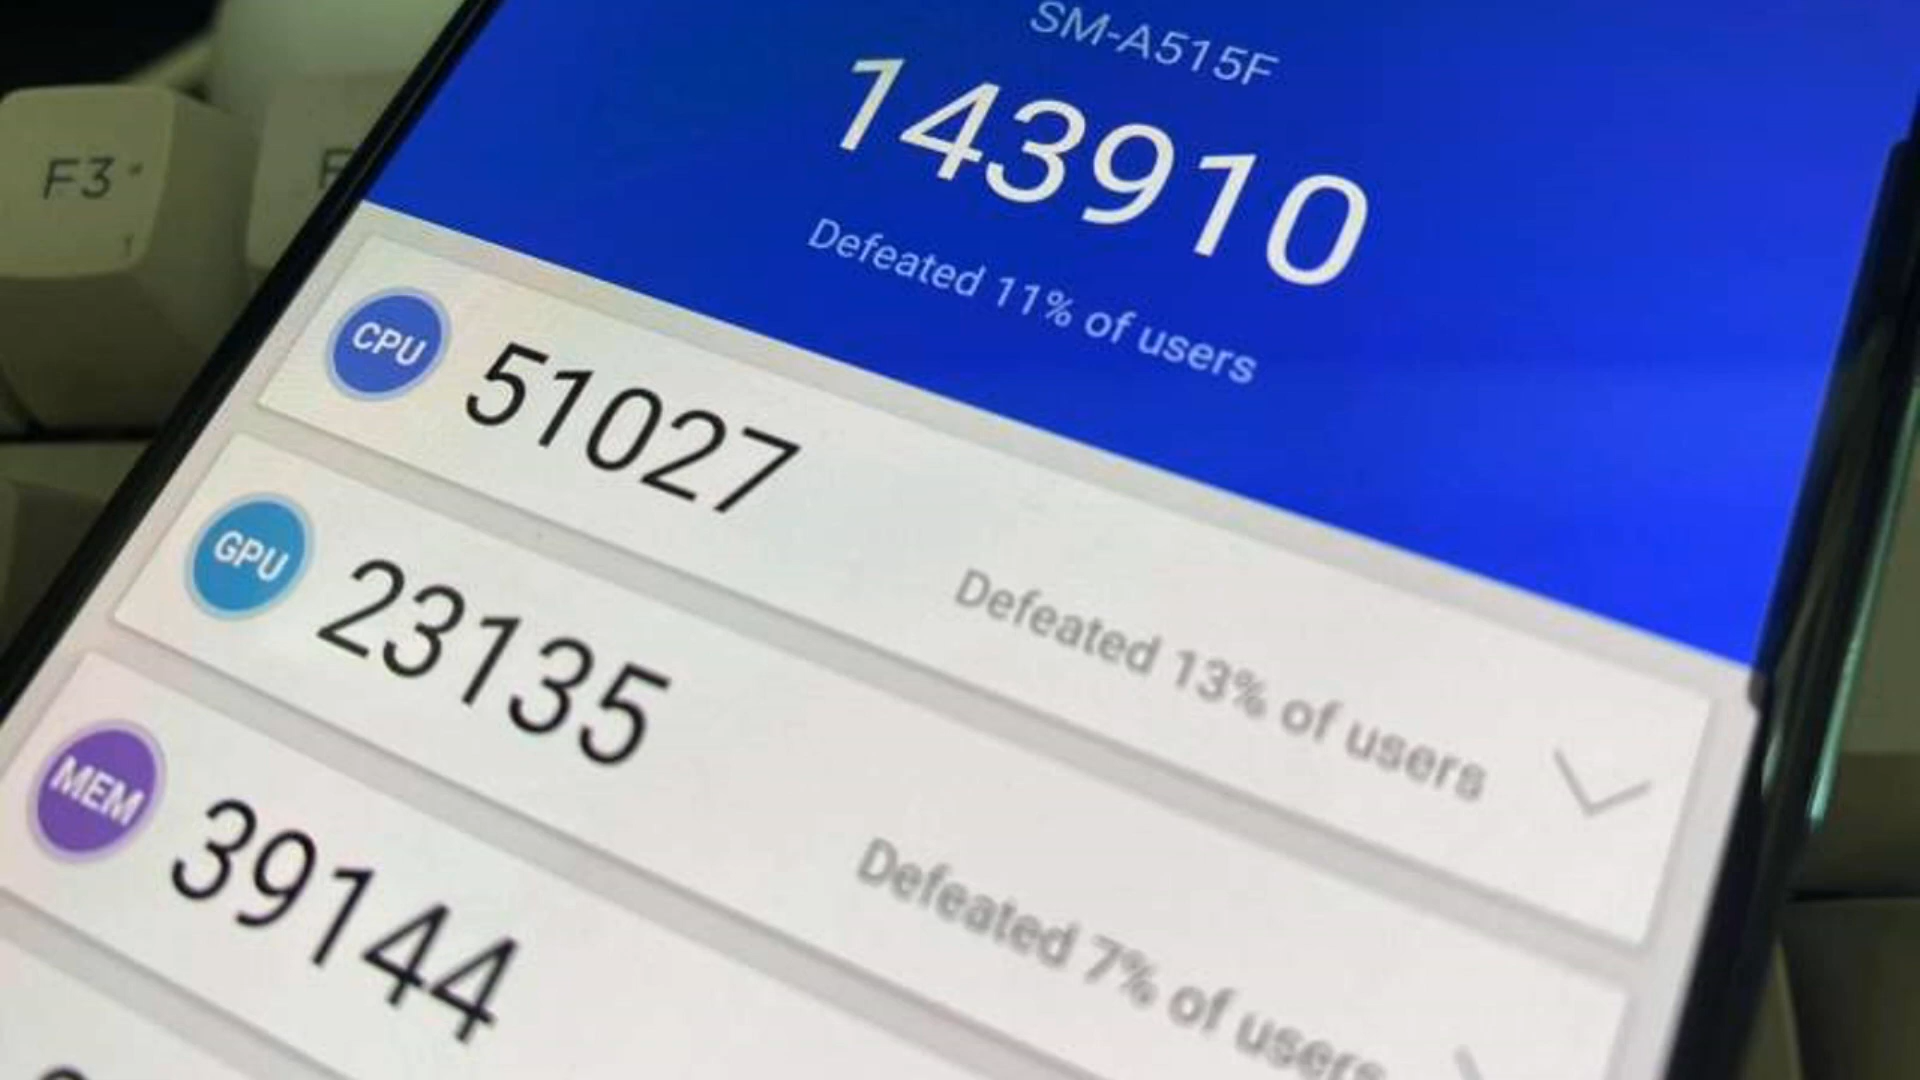 SM-A515F
143910
Defeated 11% of users
F3
F
CPU 51027
Defeated 13% of users
GPU 23135
Defeated 7% of users
MEM 39144